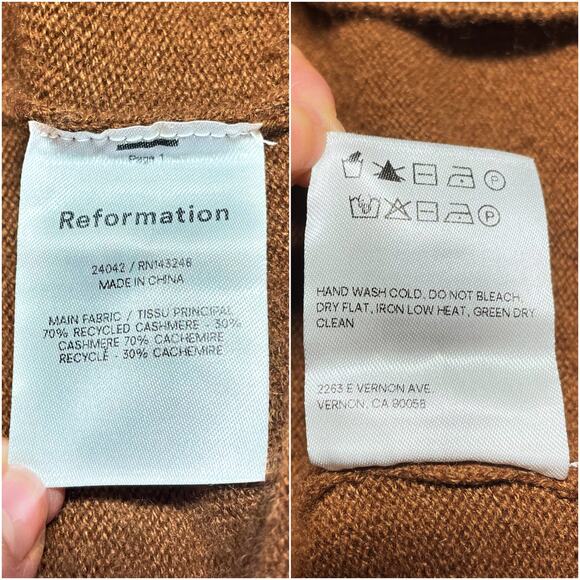 Page 1
Reformation
24042 / RN143246
MADE IN CHINA
MAIN FABRIC / TISSU PRINCIPAL
70% RECYCLED CASHMERE - 30%
CASHMERE 70% CACHEMIRE
RECYCLÉ - 30% CACHEMIRE
P
P
HAND WASH COLD, DO NOT BLEACH,
DRY FLAT, IRON LOW HEAT, GREEN DRY
CLEAN
2263 E VERNON AVE.
VERNON, CA 90058